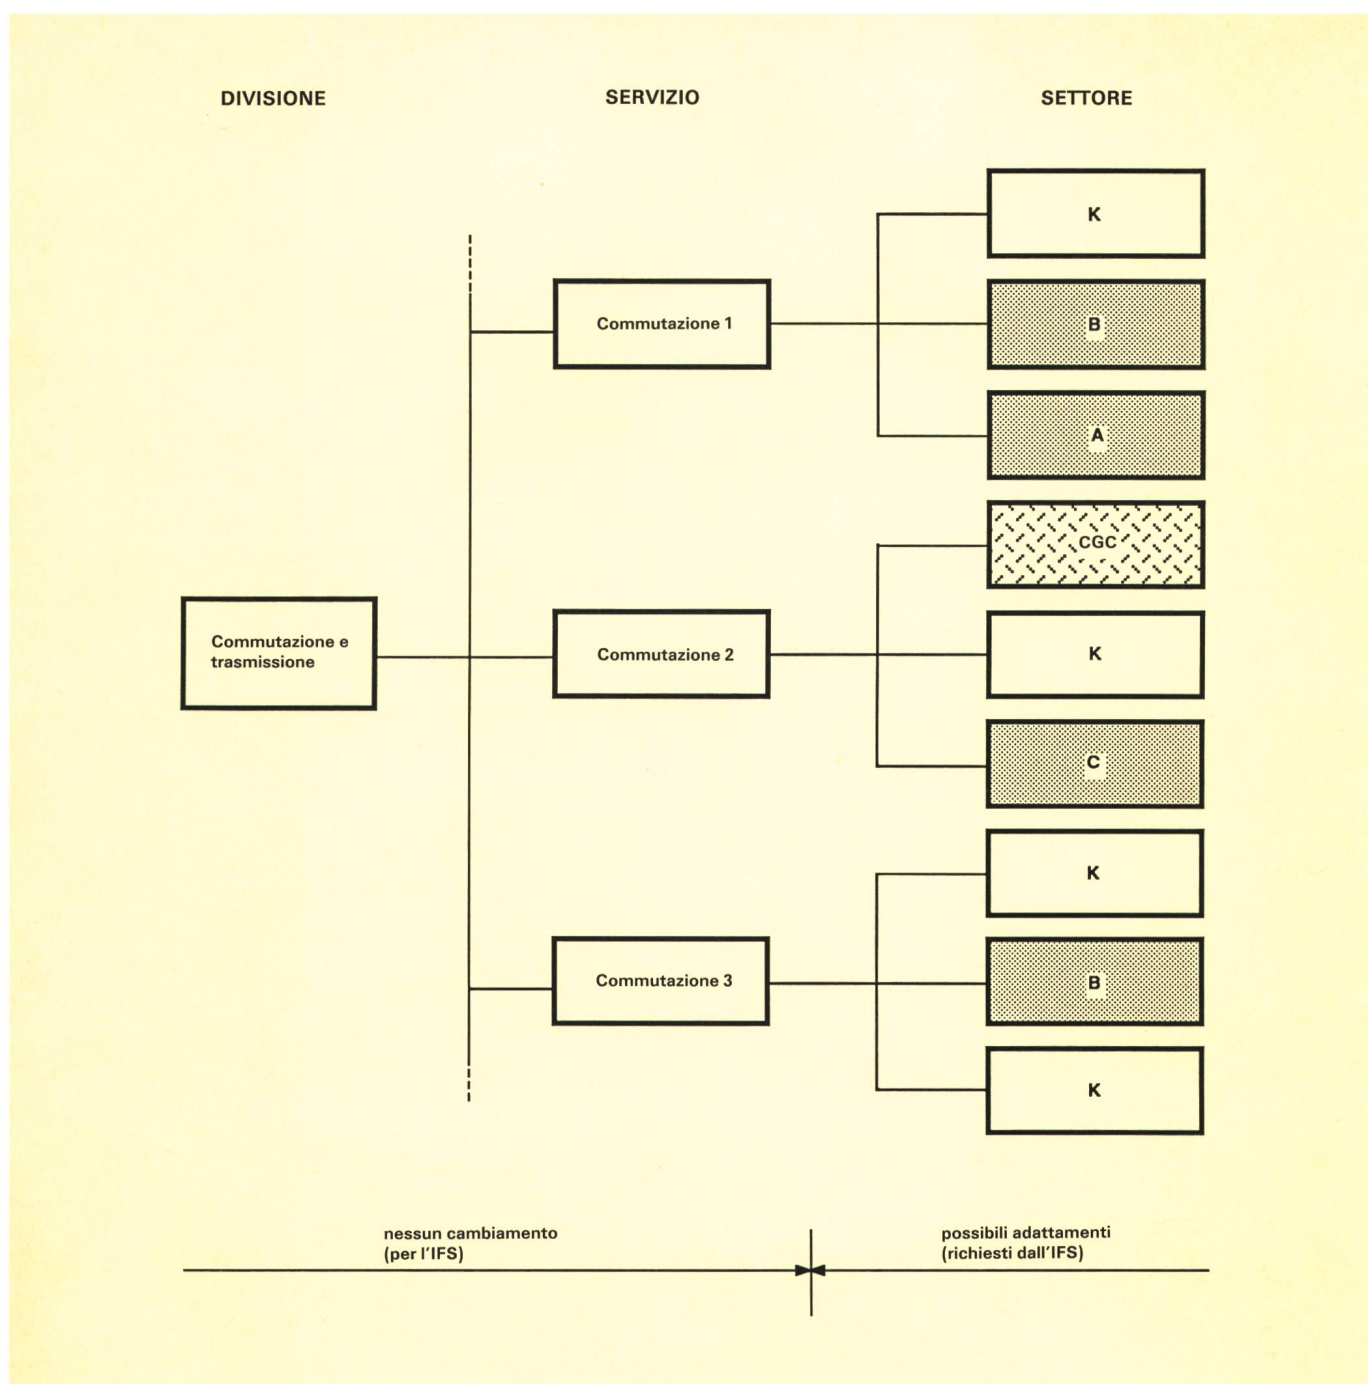 DIVISIONE
SERVIZIO
SETTORE
K
Commutazione 1
B
A
CGC
Commutazione e
trasmissione
Commutazione 2
K
C
K
Commutazione 3
B
K
nessun cambiamento
(per l'IFS)
possibili adattamenti
(richiesti dall'IFS)